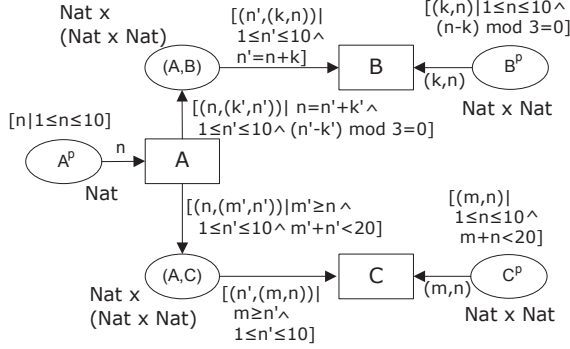 Nat x
(Nat x Nat)
[(n',(k,n))|
1≤n'≤10^
n'=n+k]
[(k,n)|1≤n≤10^
(n-k) mod 3=0]
(A,B)
B
B^p
(k,n)
Nat x Nat
[(n,(k',n'))| n=n'+k'^
1≤n'≤10^ (n'-k') mod 3=0]
[n|1≤n≤10]
A^p
n
A
Nat
[(n,(m',n'))|m'≥n^
1≤n'≤10^ m'+n'<20]
[(m,n)|
1≤n≤10^
m+n<20]
(A,C)
C
C^p
(m,n)
Nat x
(Nat x Nat)
[(n',(m,n))|
m≥n'^
1≤n'≤10]
Nat x Nat